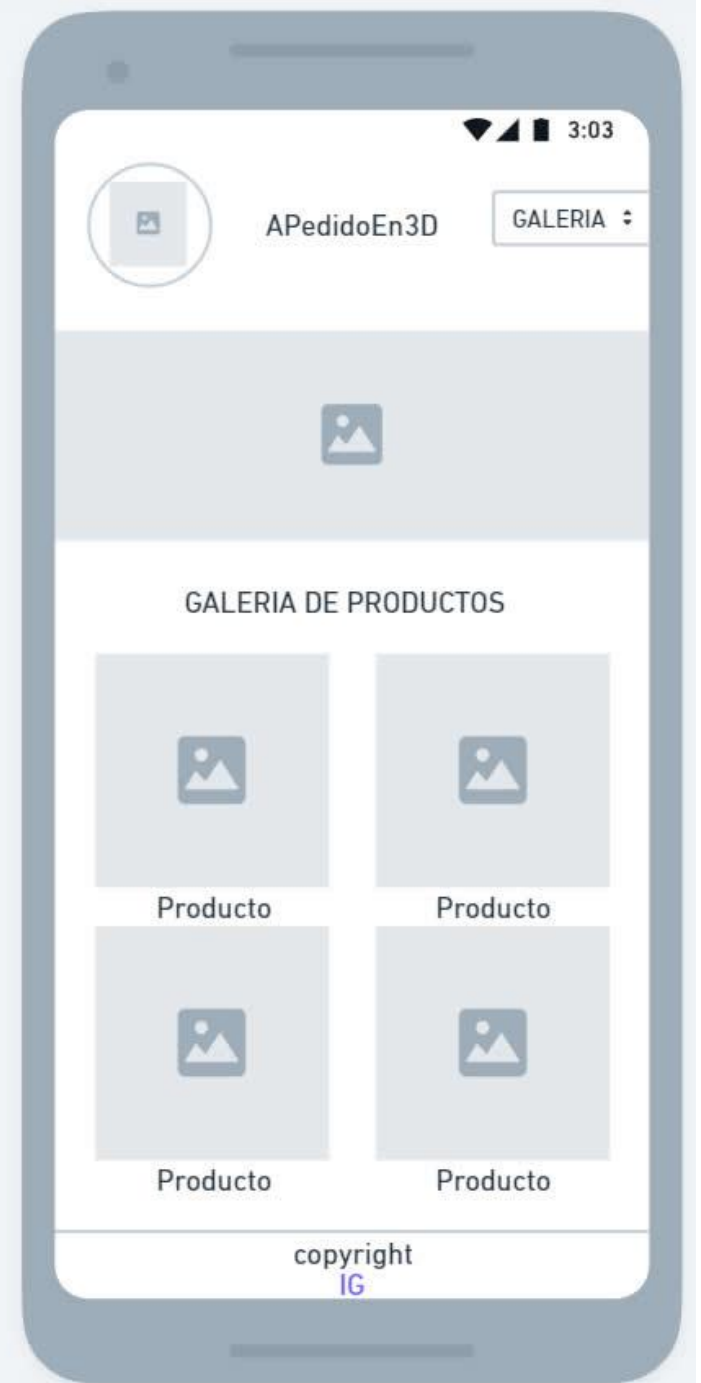 3:03
APedidoEn3D
GALERIA
GALERIA DE PRODUCTOS
Producto Producto
Producto Producto
copyright
IG